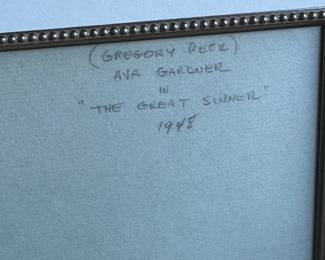 (GREGORY PECK)
AVA GARDNER
IN
"THE GREAT SINNER"
1948